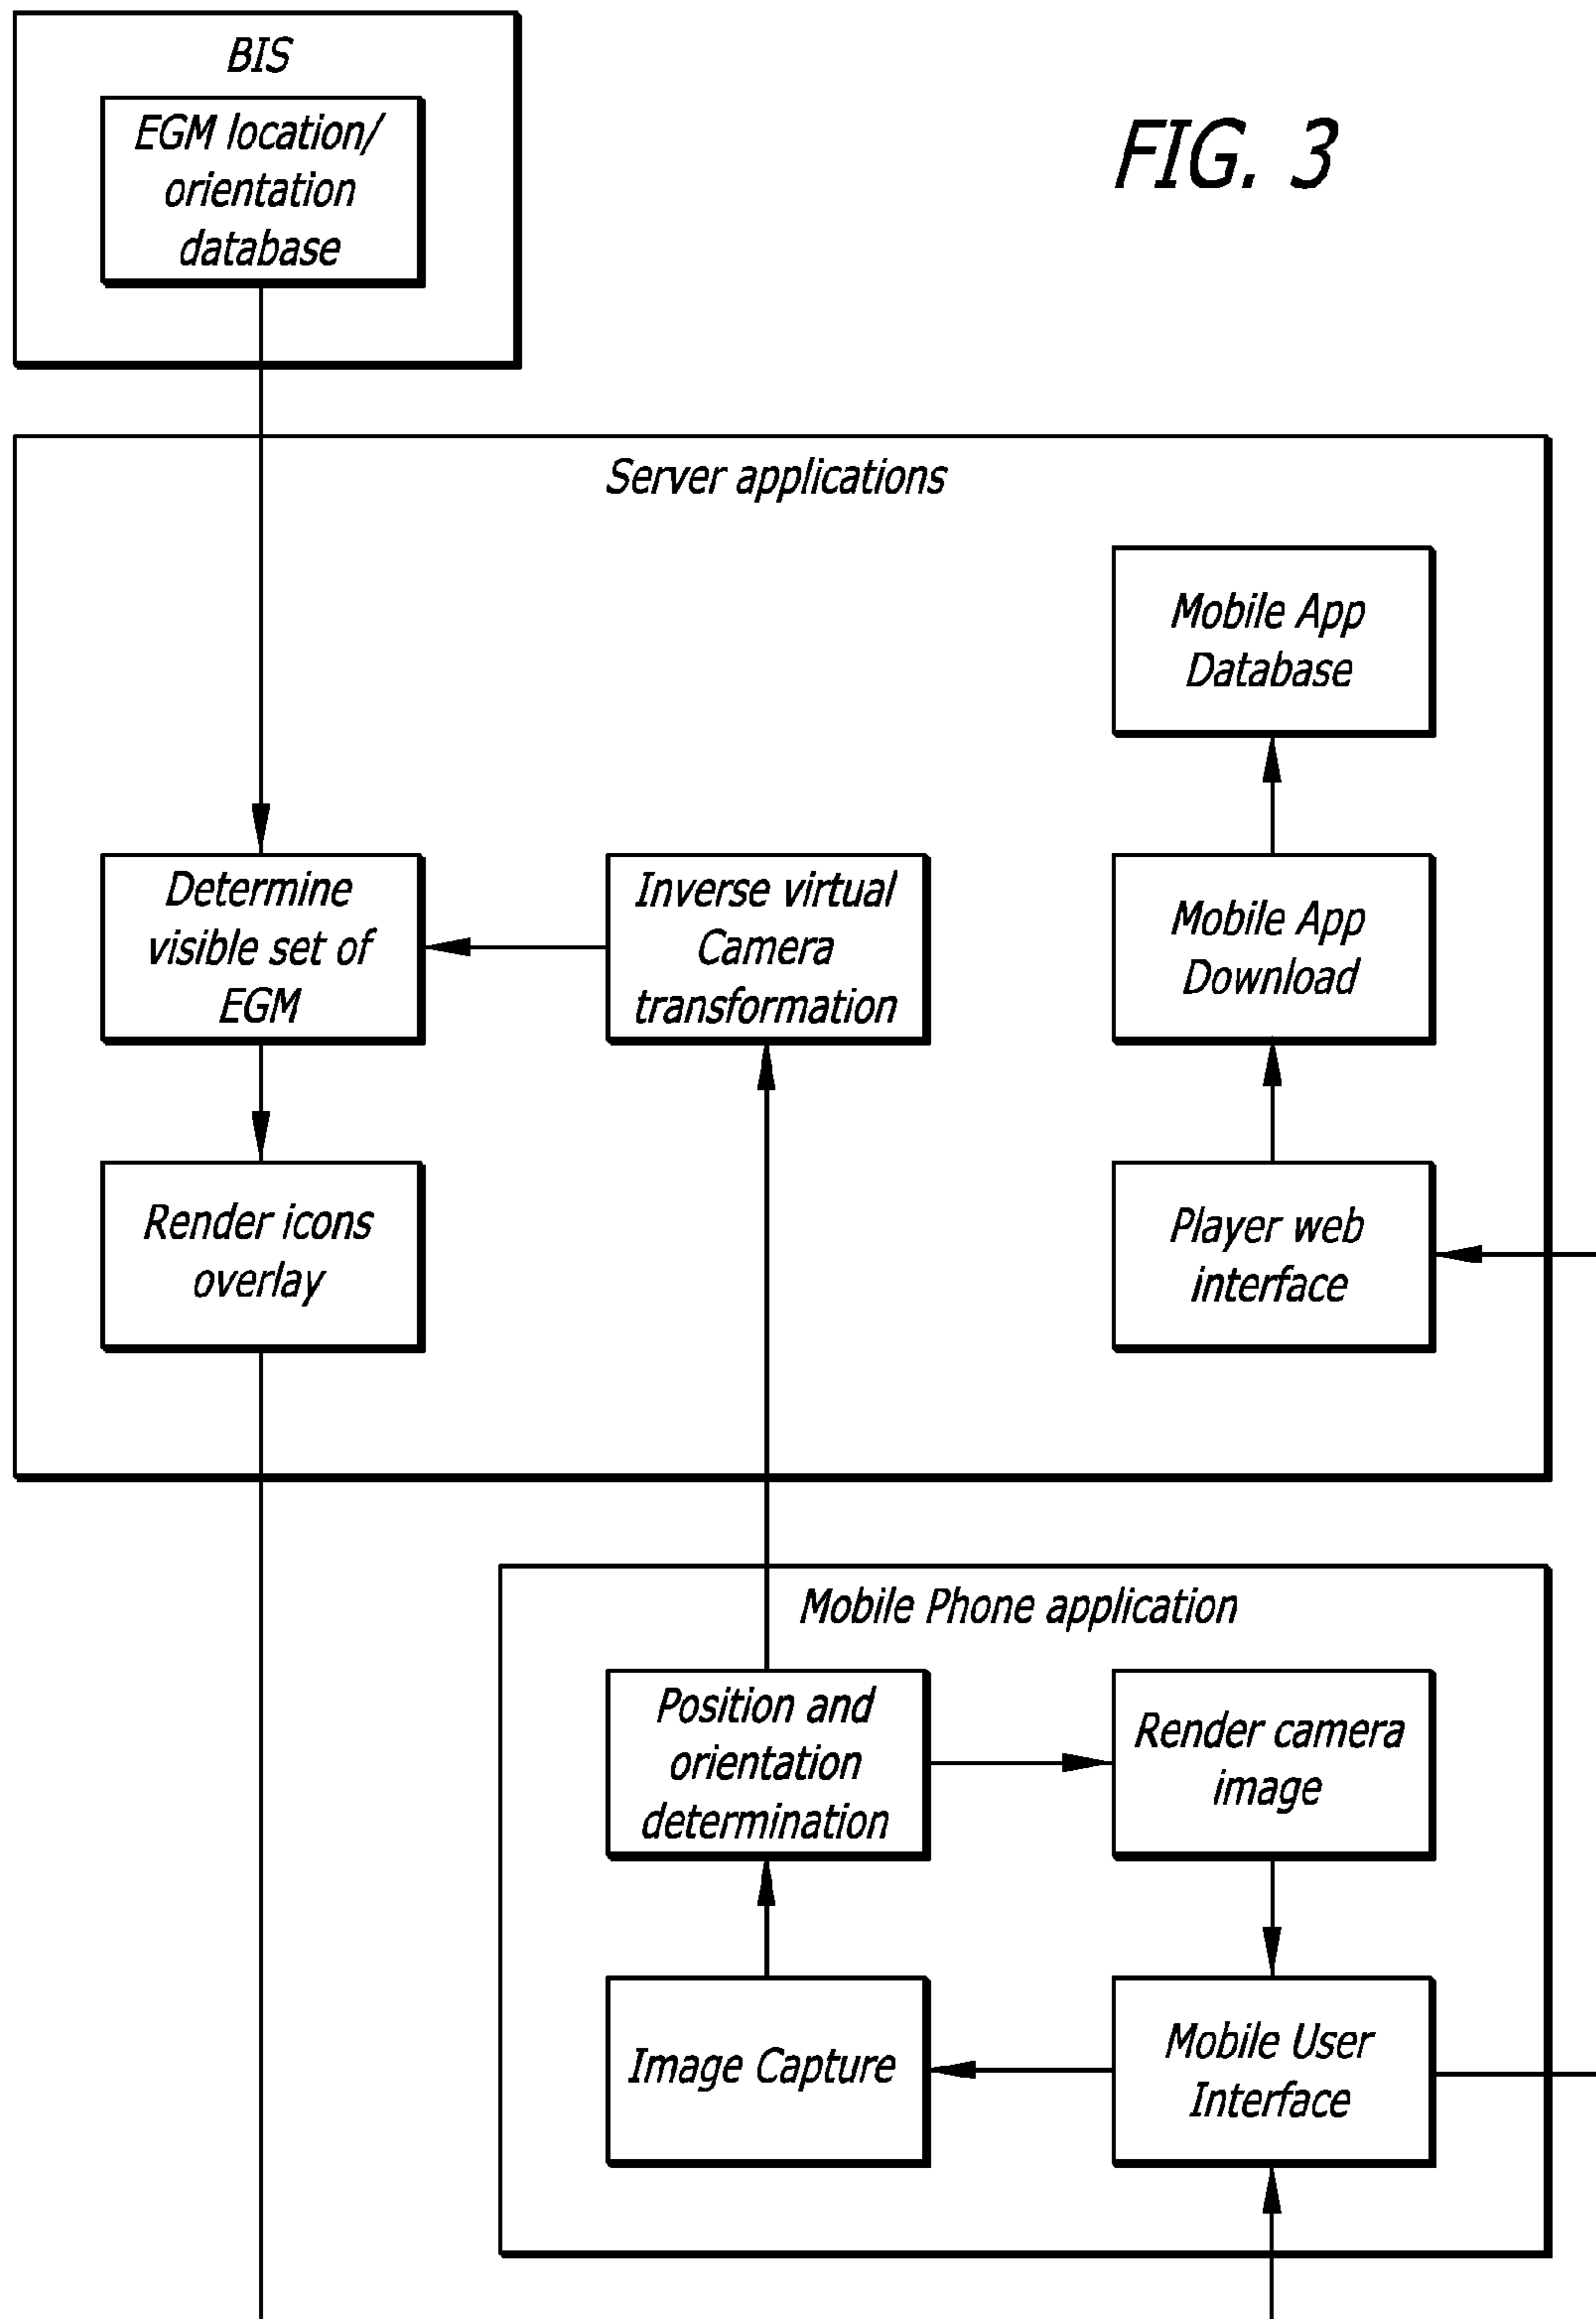 BIS
EGM location/
orientation
database
FIG. 3
Server applications
Mobile App
Database
Determine
visible set of
EGM
Inverse virtual
Camera
transformation
Mobile App
Download
Render icons
overlay
Player web
interface
Mobile Phone application
Position and
orientation
determination
Render camera
image
Image Capture
Mobile User
Interface